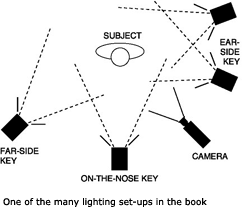 SUBJECT
EAR-
SIDE
KEY
FAR-SIDE
KEY
ON-THE-NOSE KEY
CAMERA
One of the many lighting set-ups in the book